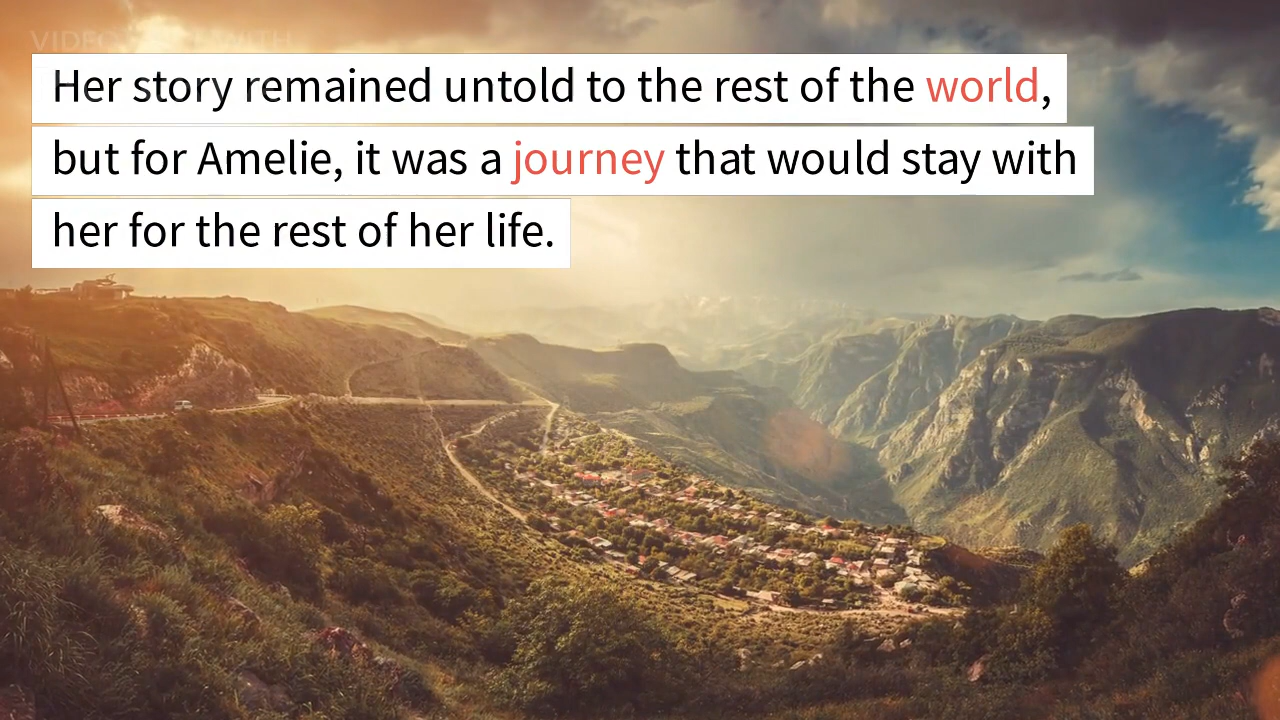 Her story remained untold to the rest of the world,
but for Amelie, it was a journey that would stay with
her for the rest of her life.